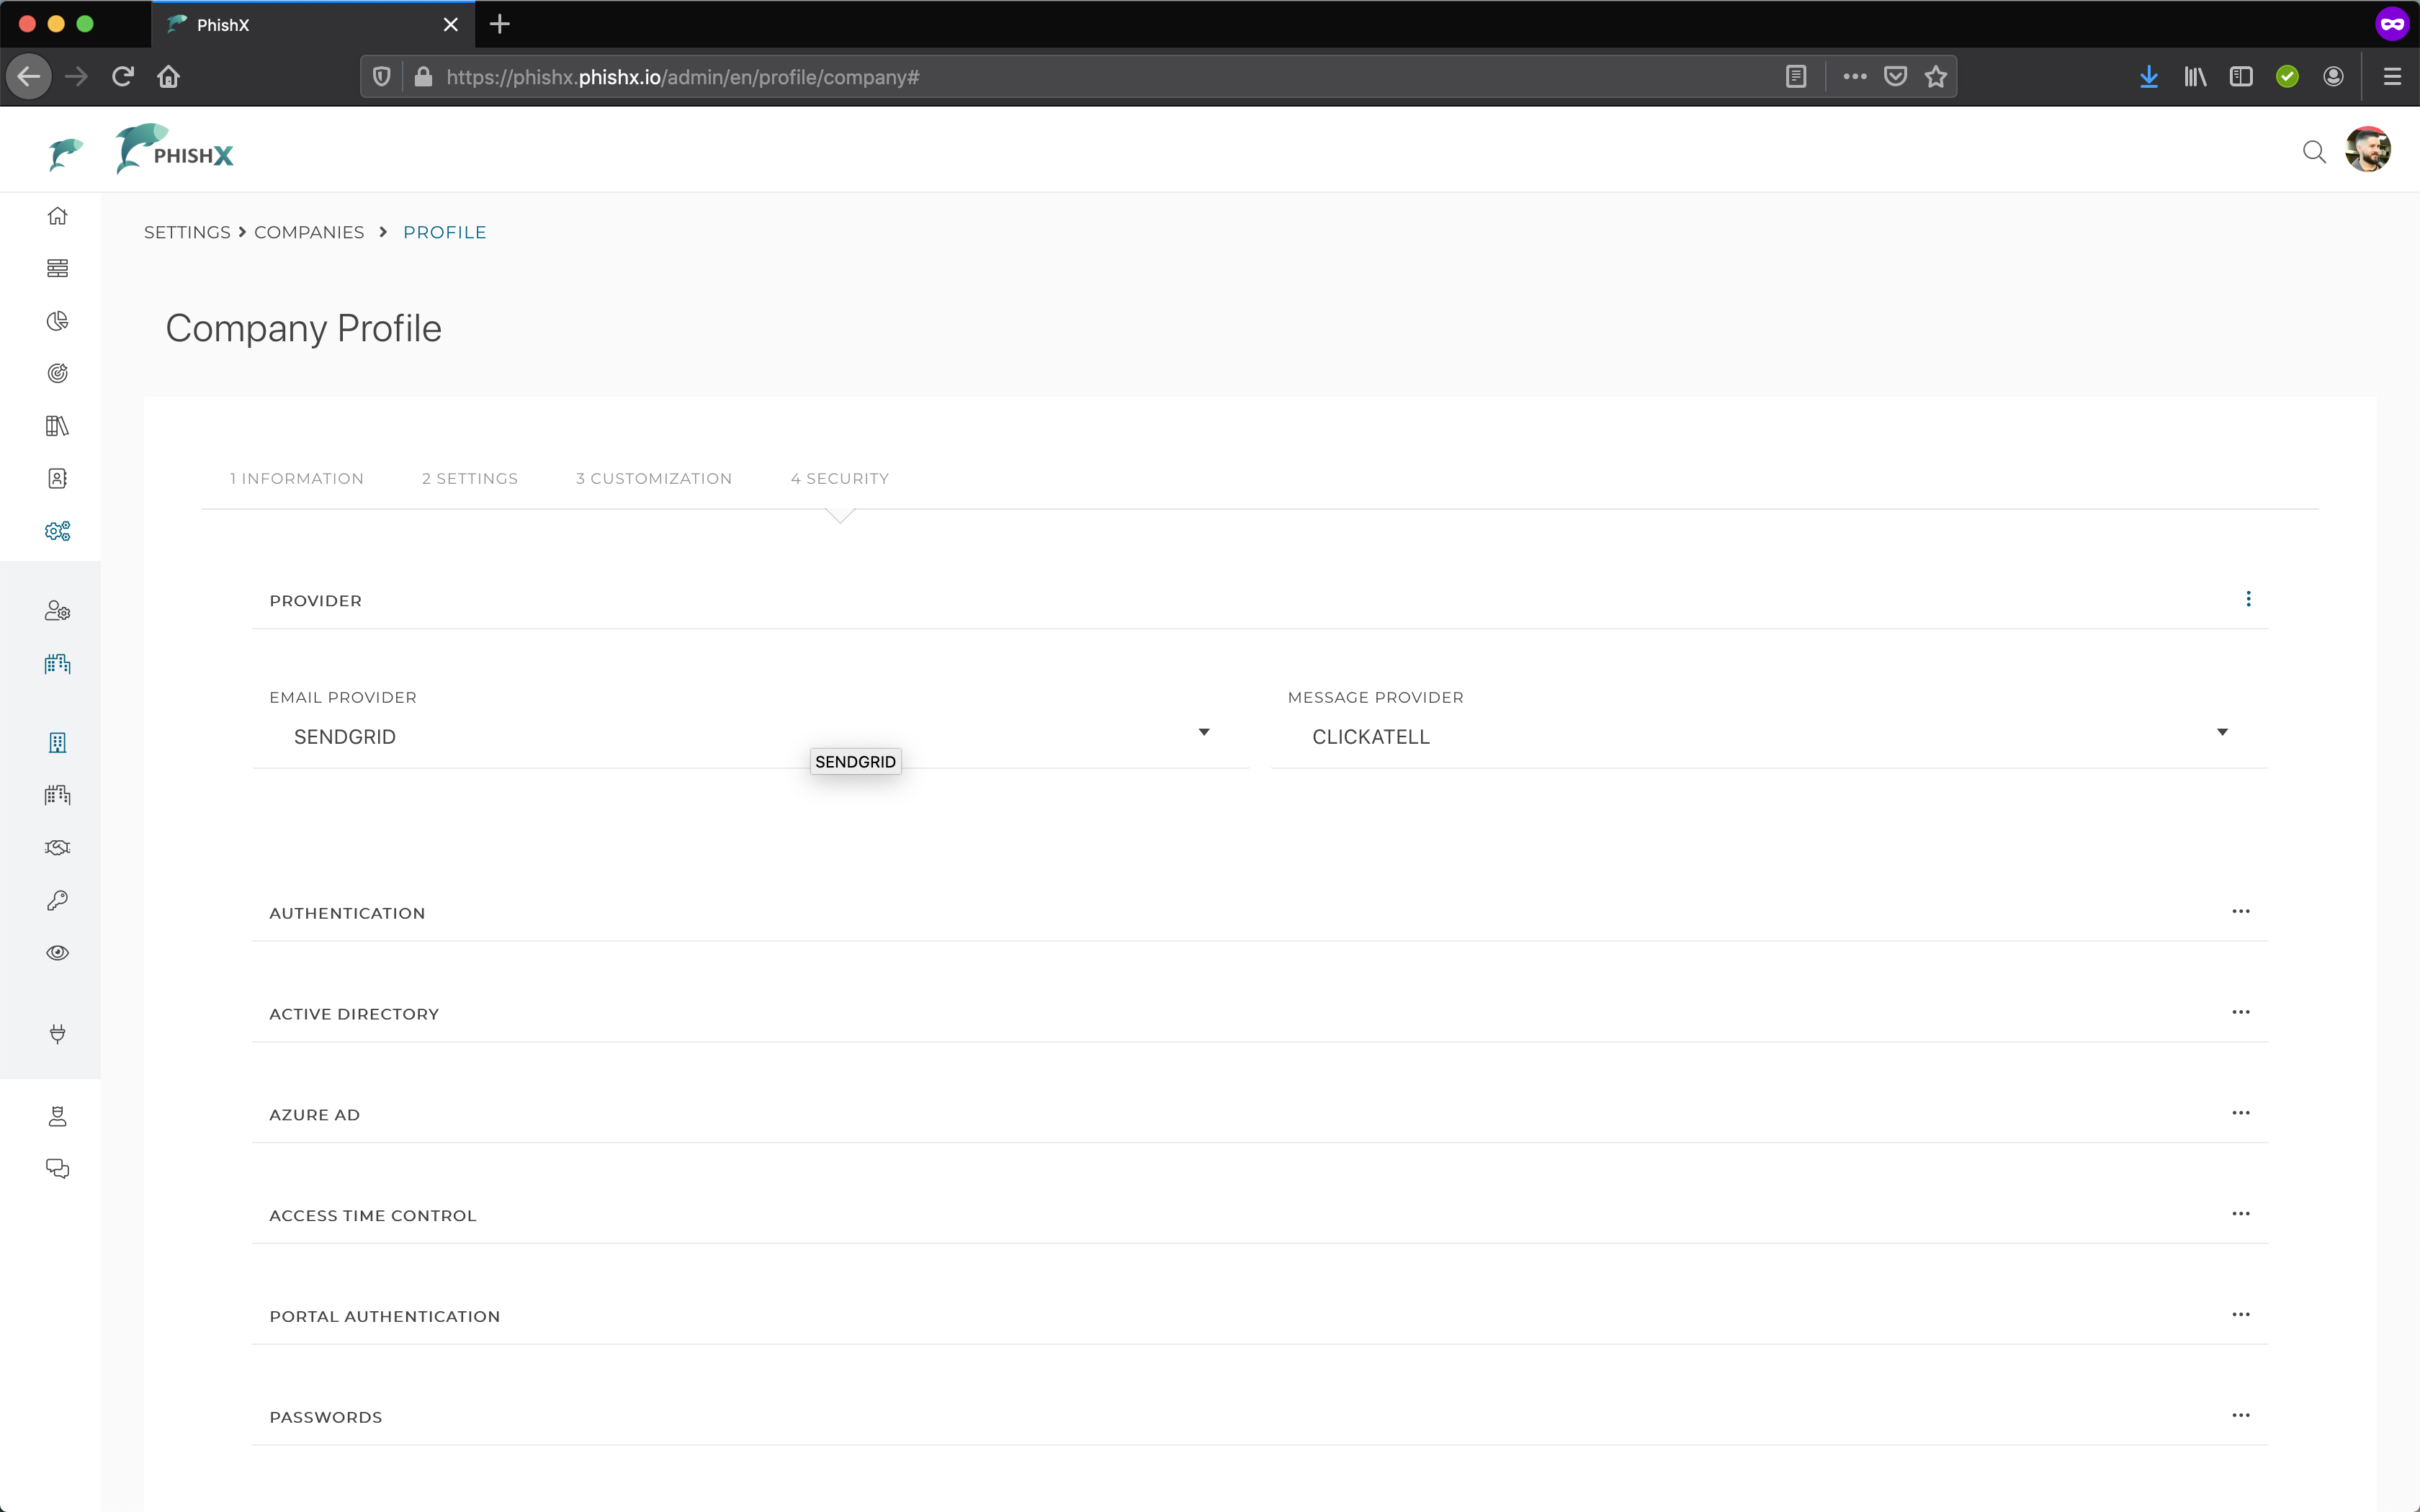 PhishX
https://phishx.phishx.io/admin/en/profile/company#
PHISHX
SETTINGS > COMPANIES > PROFILE
Company Profile
1 INFORMATION 2 SETTINGS 3 CUSTOMIZATION 4 SECURITY
PROVIDER
EMAIL PROVIDER MESSAGE PROVIDER
SENDGRID CLICKATELL
SENDGRID
AUTHENTICATION
ACTIVE DIRECTORY
AZURE AD
ACCESS TIME CONTROL
PORTAL AUTHENTICATION
PASSWORDS